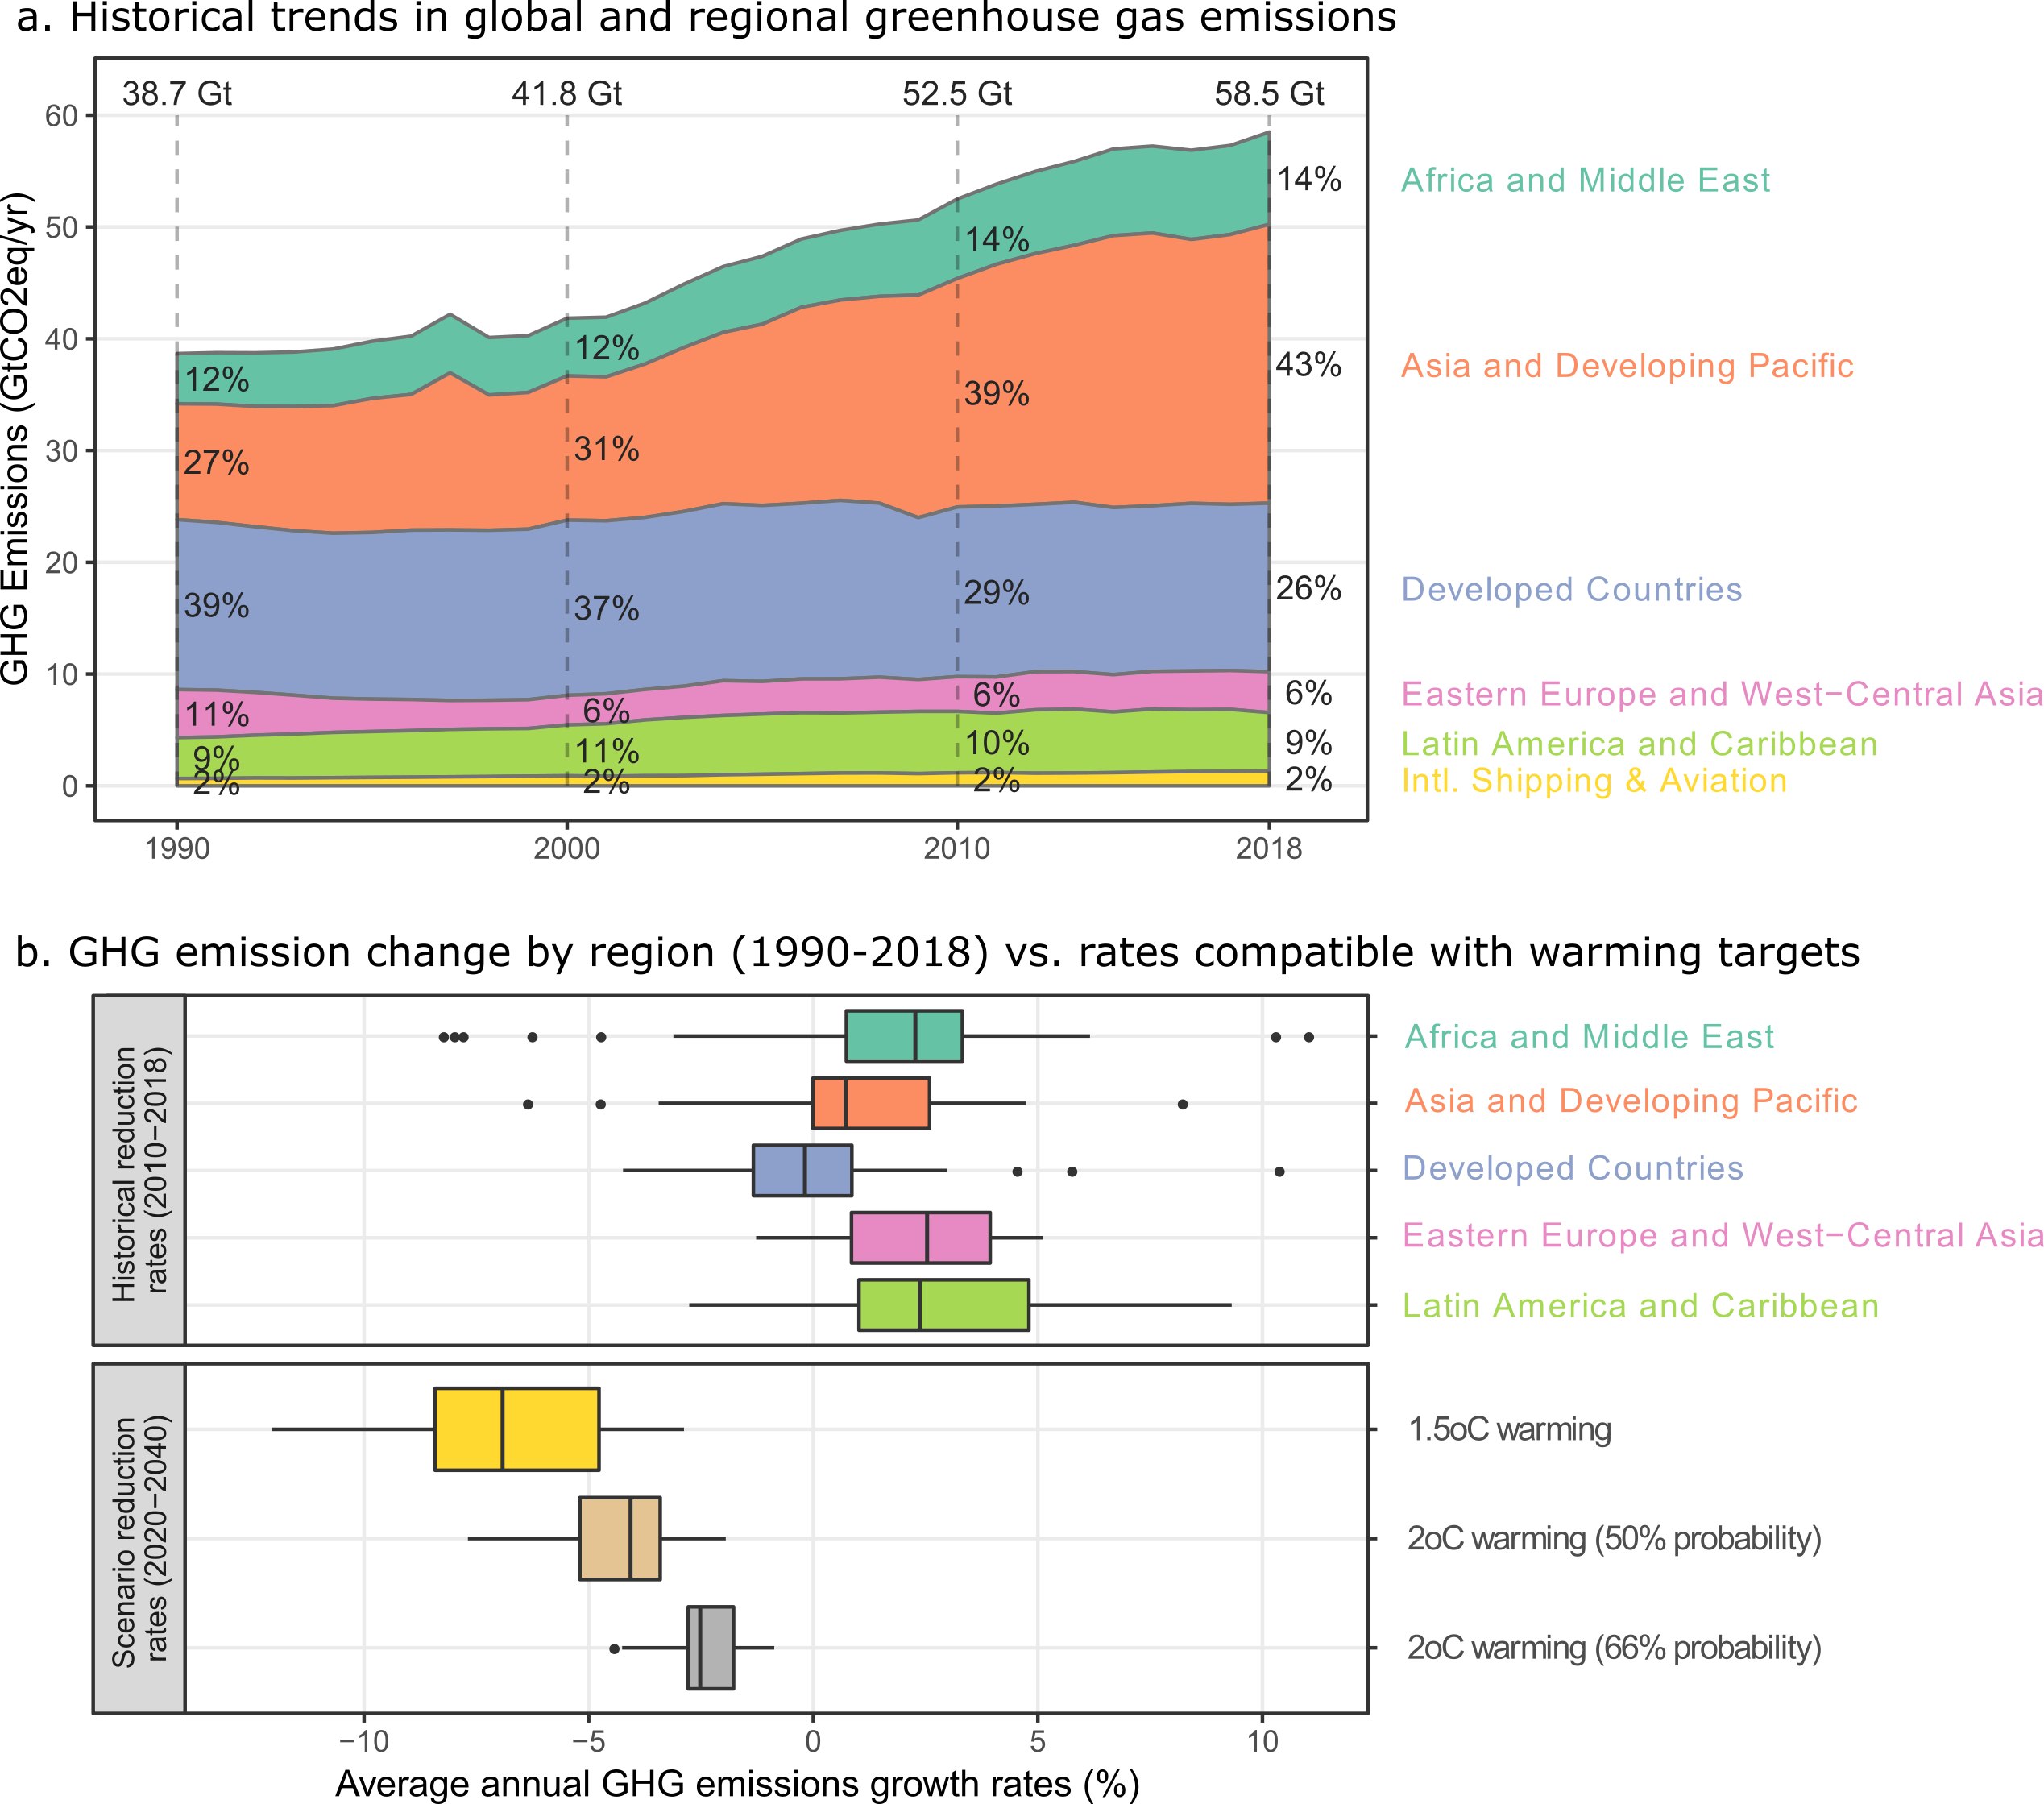 a. Historical trends in global and regional greenhouse gas emissions
38.7 Gt 41.8 Gt 52.5 Gt 58.5 Gt
GHG Emissions (GtCO2eq/yr)
60
50
40
30
20
10
0
12%
27%
39%
11%
9%
2%
12%
31%
37%
6%
11%
2%
14%
39%
29%
6%
10%
2%
14%
43%
26%
6%
9%
2%
Africa and Middle East
Asia and Developing Pacific
Developed Countries
Eastern Europe and West−Central Asia
Latin America and Caribbean
Intl. Shipping & Aviation
1990 2000 2010 2018
b. GHG emission change by region (1990-2018) vs. rates compatible with warming targets
Historical reduction
rates (2010−2018)
Africa and Middle East
Asia and Developing Pacific
Developed Countries
Eastern Europe and West−Central Asia
Latin America and Caribbean
Scenario reduction
rates (2020−2040)
1.5oC warming
2oC warming (50% probability)
2oC warming (66% probability)
−10 −5 0 5 10
Average annual GHG emissions growth rates (%)